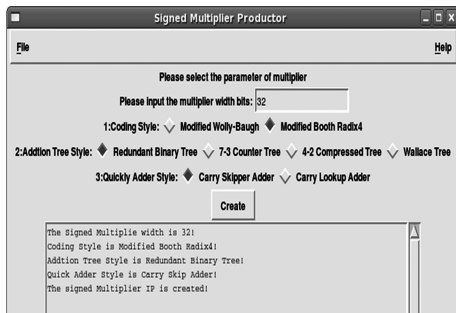 Signed Multiplier Productor
File Help
Please select the parameter of multiplier
Please input the multiplier width bits: 32
1:Coding Style: Modified Wolly-Baugh Modified Booth Radix4
2:Addtion Tree Style: Redundant Binary Tree 7-3 Counter Tree 4-2 Compressed Tree Wallace Tree
3:Quickly Adder Style: Carry Skipper Adder Carry Lookup Adder
Create
The Signed Multiplie width is 32!
Coding Style is Modified Booth Radix4!
Addtion Tree Style is Redundant Binary Tree!
Quick Adder Style is Carry Skip Adder!
The signed Multiplier IP is created!